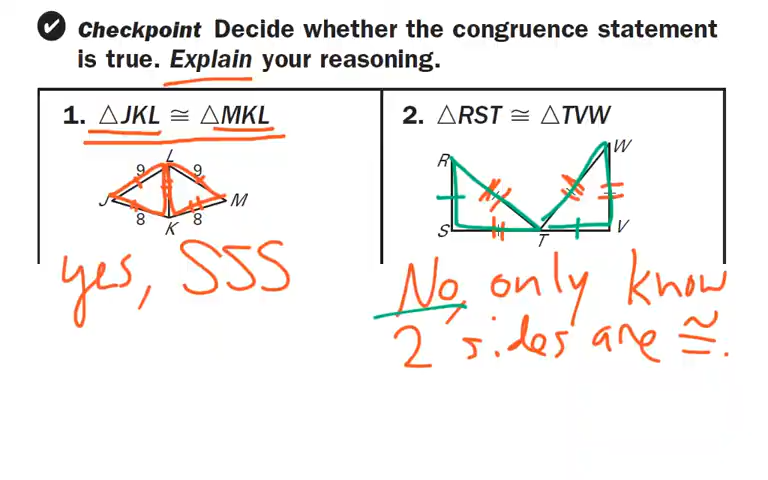 ✓ Checkpoint Decide whether the congruence statement
is true. Explain your reasoning.
1. △JKL ≅ △MKL
2. △RST ≅ △TVW
L
9 9
J M
8 8
K
R W
S T V
yes, SSS
No, only know
2 sides are ≅.